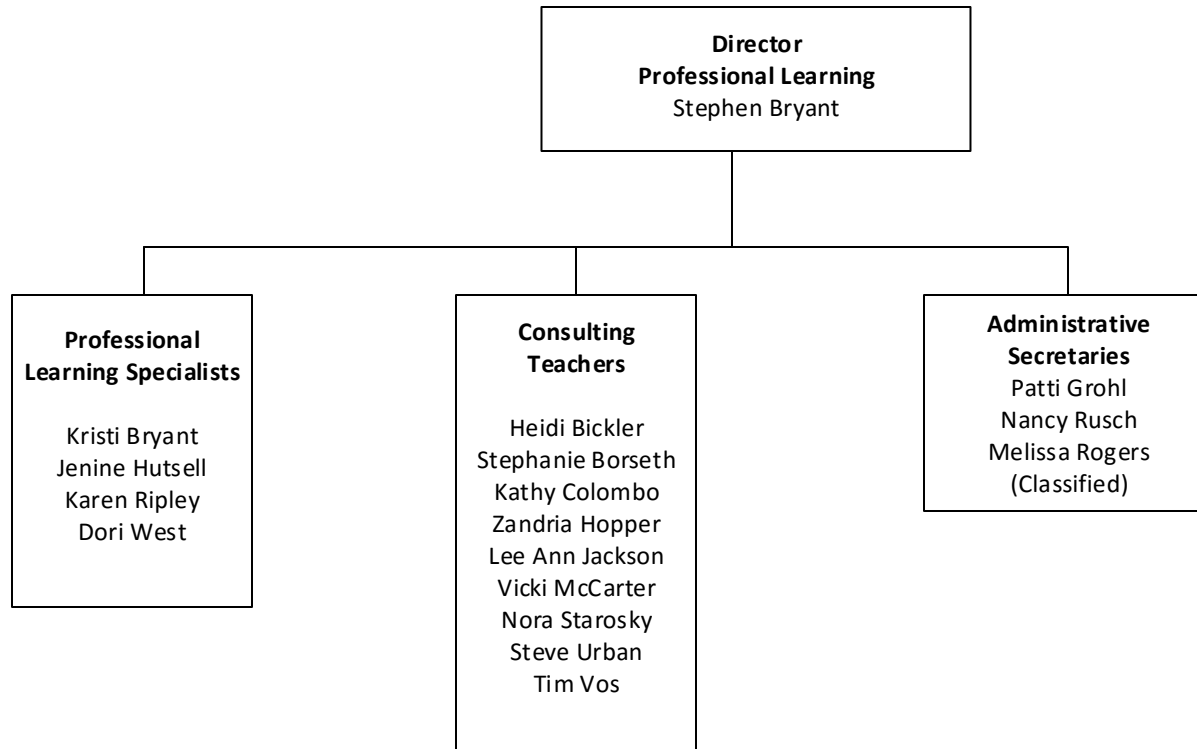 Director
Professional Learning
Stephen Bryant
Professional
Learning Specialists
Kristi Bryant
Jenine Hutsell
Karen Ripley
Dori West
Consulting
Teachers
Heidi Bickler
Stephanie Borseth
Kathy Colombo
Zandria Hopper
Lee Ann Jackson
Vicki McCarter
Nora Starosky
Steve Urban
Tim Vos
Administrative
Secretaries
Patti Grohl
Nancy Rusch
Melissa Rogers
(Classified)